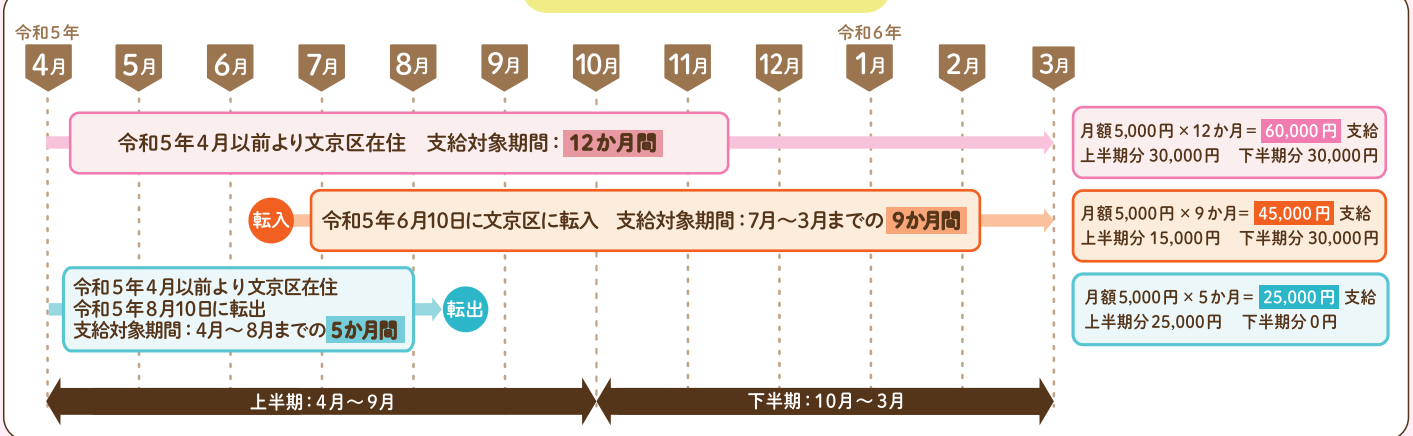 令和5年 令和6年
4月 5月 6月 7月 8月 9月 10月 11月 12月 1月 2月 3月
令和5年4月以前より文京区在住 支給対象期間：12か月間
月額5,000円×12か月＝60,000円 支給
上半期分 30,000円 下半期分 30,000円
転入
令和5年6月10日に文京区に転入 支給対象期間：7月～3月までの 9か月間
月額5,000円×9か月＝45,000円 支給
上半期分 15,000円 下半期分 30,000円
令和5年4月以前より文京区在住
令和5年8月10日に転出
支給対象期間：4月～8月までの 5か月間
転出
月額5,000円×5か月＝25,000円 支給
上半期分25,000円 下半期分0円
上半期：4月～9月 下半期：10月～3月